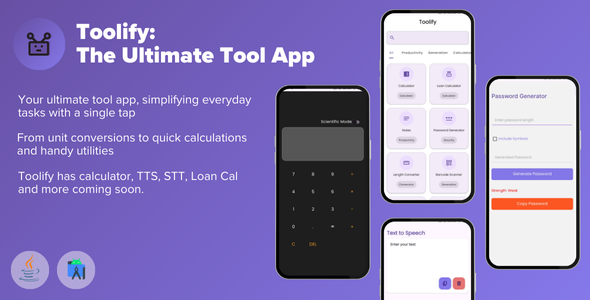 Toolify:
The Ultimate Tool App
Your ultimate tool app, simplifying everyday
tasks with a single tap
From unit conversions to quick calculations
and handy utilities
Toolify has calculator, TTS, STT, Loan Cal
and more coming soon.
Scientific Mode
7 8 9 ÷
4 5 6
1 2 3
0 . =
C DEL
Toolify
All Productivity Generation Calculator
Calculator
Calculators
Loan Calculator
Calculators
Notes
Productivity
Password Generator
Security
Length Converter
Conversion
Barcode Scanner
Generation
Text to Speech
Enter your text
Password Generator
Enter password length
Include Symbols
Generated Password
Generate Password
Strength: Weak
Copy Password